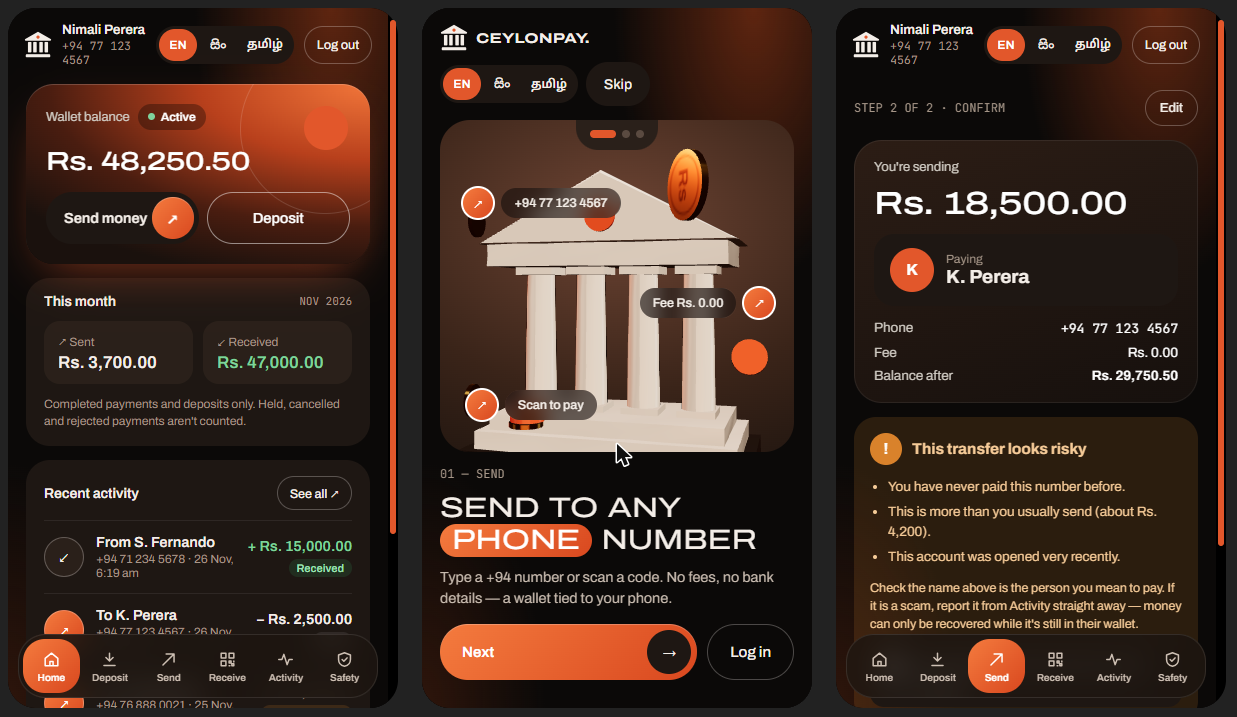 Nimali Perera
+94 77 123
4567
EN සිං தமிழ் Log out
Wallet balance Active
Rs. 48,250.50
Send money ↗ Deposit
This month NOV 2026
↗ Sent
Rs. 3,700.00
↙ Received
Rs. 47,000.00
Completed payments and deposits only. Held, cancelled
and rejected payments aren't counted.
Recent activity See all ↗
From S. Fernando + Rs. 15,000.00
+94 71 234 5678 · 26 Nov,
6:19 am
Received
To K. Perera − Rs. 2,500.00
+94 77 123 4567 · 26 Nov
Home Deposit Send Receive Activity Safety
+94 76 888 0021 · 25 Nov,
CEYLONPAY.
EN සිං தமிழ் Skip
Rs
+94 77 123 4567
Fee Rs. 0.00
Scan to pay
01 — SEND
SEND TO ANY
PHONE NUMBER
Type a +94 number or scan a code. No fees, no bank
details — a wallet tied to your phone.
Next → Log in
Nimali Perera
+94 77 123
4567
EN සිං தமிழ் Log out
STEP 2 OF 2 · CONFIRM Edit
You're sending
Rs. 18,500.00
K
Paying
K. Perera
Phone +94 77 123 4567
Fee Rs. 0.00
Balance after Rs. 29,750.50
! This transfer looks risky
• You have never paid this number before.
• This is more than you usually send (about Rs.
4,200).
• This account was opened very recently.
Check the name above is the person you mean to pay. If
it is a scam, report it from Activity straight away — money
can only be recovered while it's still in their wallet.
Home Deposit Send Receive Activity Safety